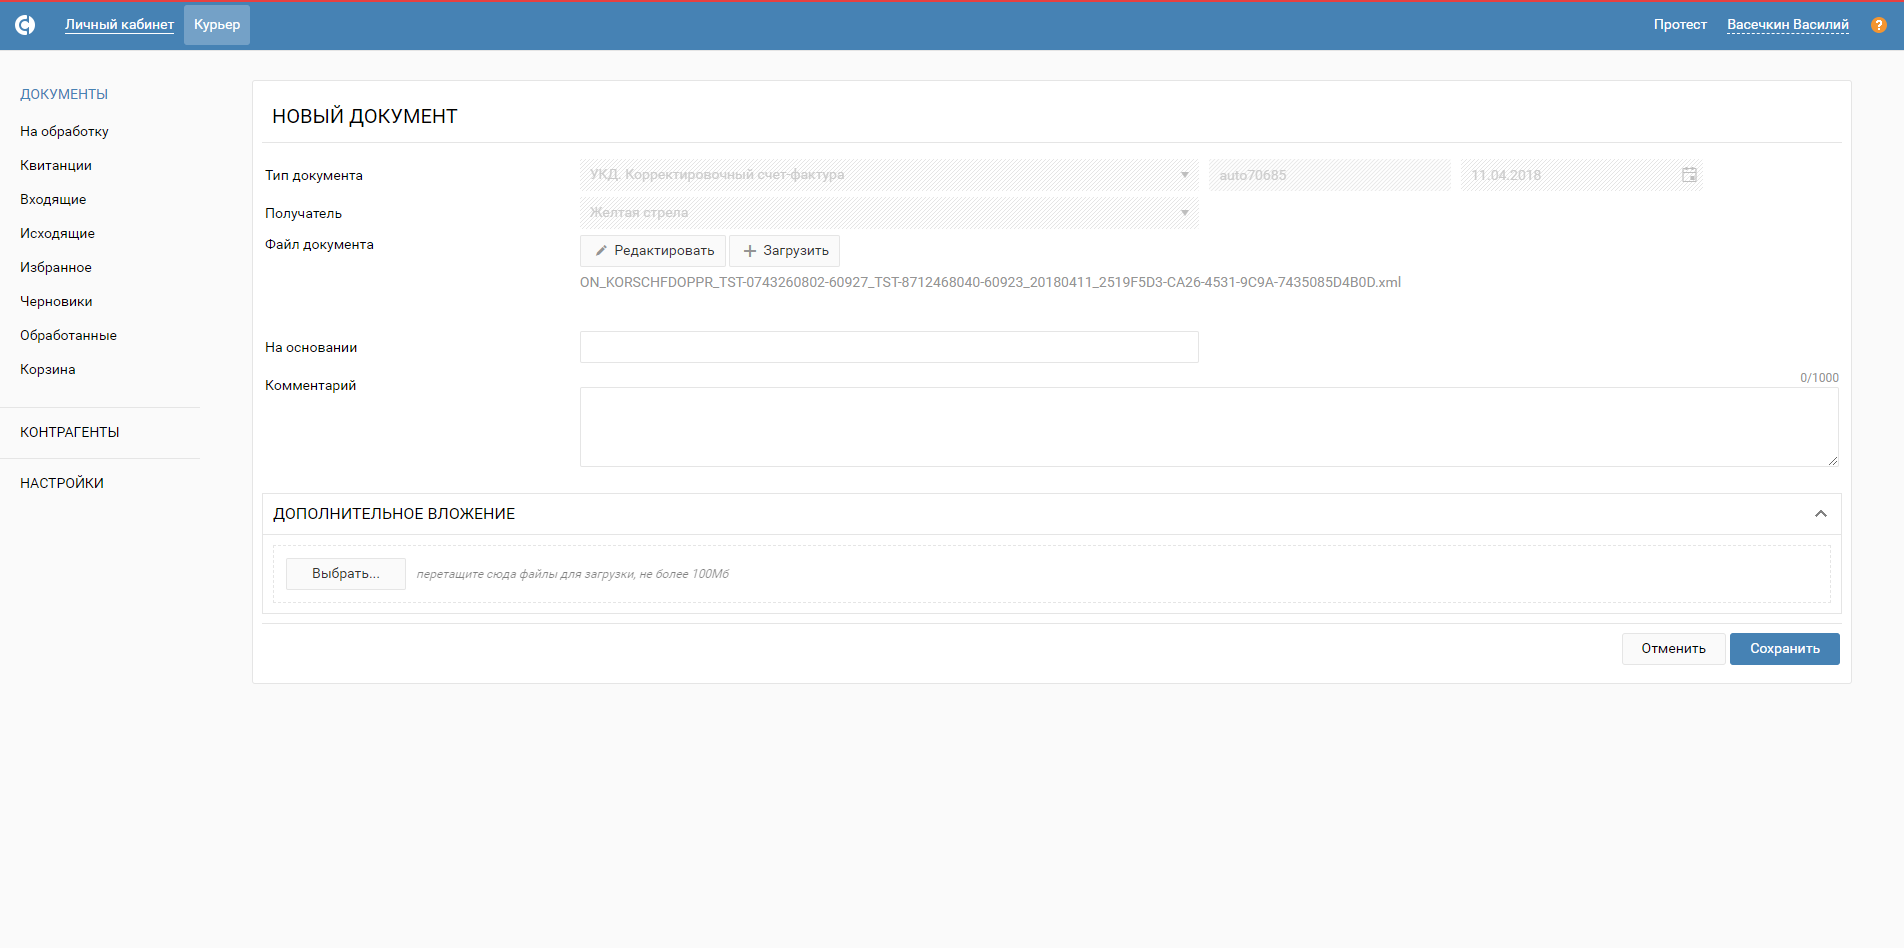 Личный кабинет Курьер Протест Васечкин Василий ?
ДОКУМЕНТЫ
На обработку
Квитанции
Входящие
Исходящие
Избранное
Черновики
Обработанные
Корзина
КОНТРАГЕНТЫ
НАСТРОЙКИ
НОВЫЙ ДОКУМЕНТ
Тип документа УКД. Корректировочный счет-фактура auto70685 11.04.2018
Получатель Желтая стрела
Файл документа Редактировать Загрузить
ON_KORSCHFDOPPR_TST-0743260802-60927_TST-8712468040-60923_20180411_2519F5D3-CA26-4531-9C9A-7435085D4B0D.xml
На основании
0/1000
Комментарий
ДОПОЛНИТЕЛЬНОЕ ВЛОЖЕНИЕ
Выбрать... перетащите сюда файлы для загрузки, не более 100Мб
Отменить Сохранить